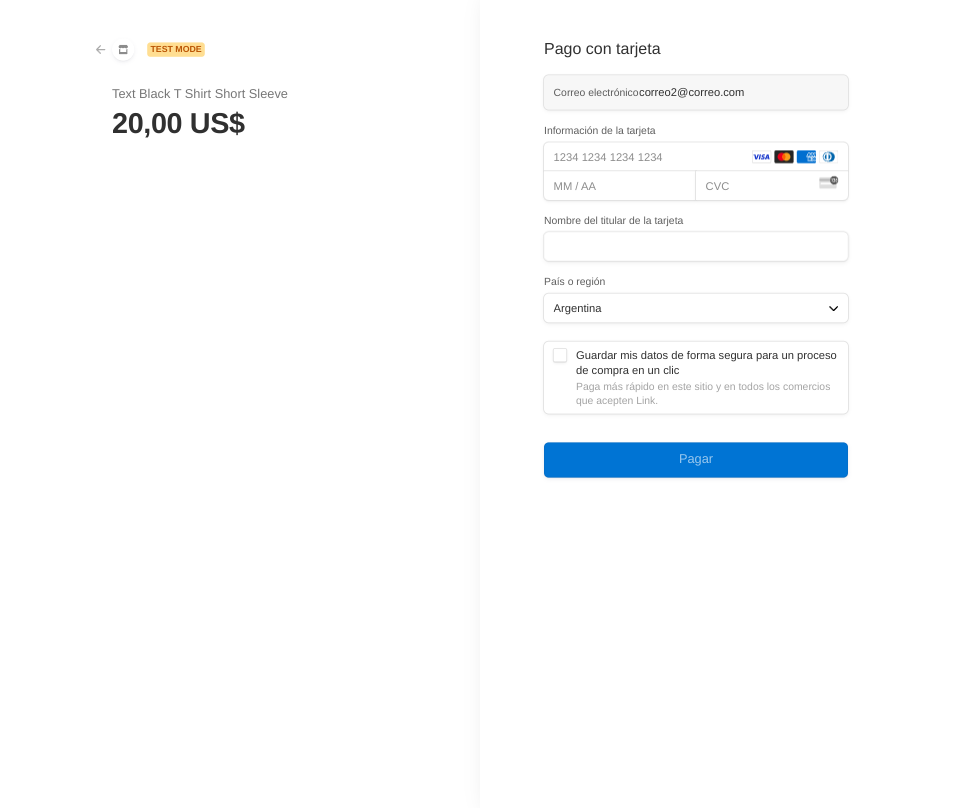 TEST MODE
Text Black T Shirt Short Sleeve
20,00 US$
Pago con tarjeta
Correo electrónicocorreo2@correo.com
Información de la tarjeta
1234 1234 1234 1234 VISA
MM / AA CVC
Nombre del titular de la tarjeta
País o región
Argentina
Guardar mis datos de forma segura para un proceso
de compra en un clic
Paga más rápido en este sitio y en todos los comercios
que acepten Link.
Pagar